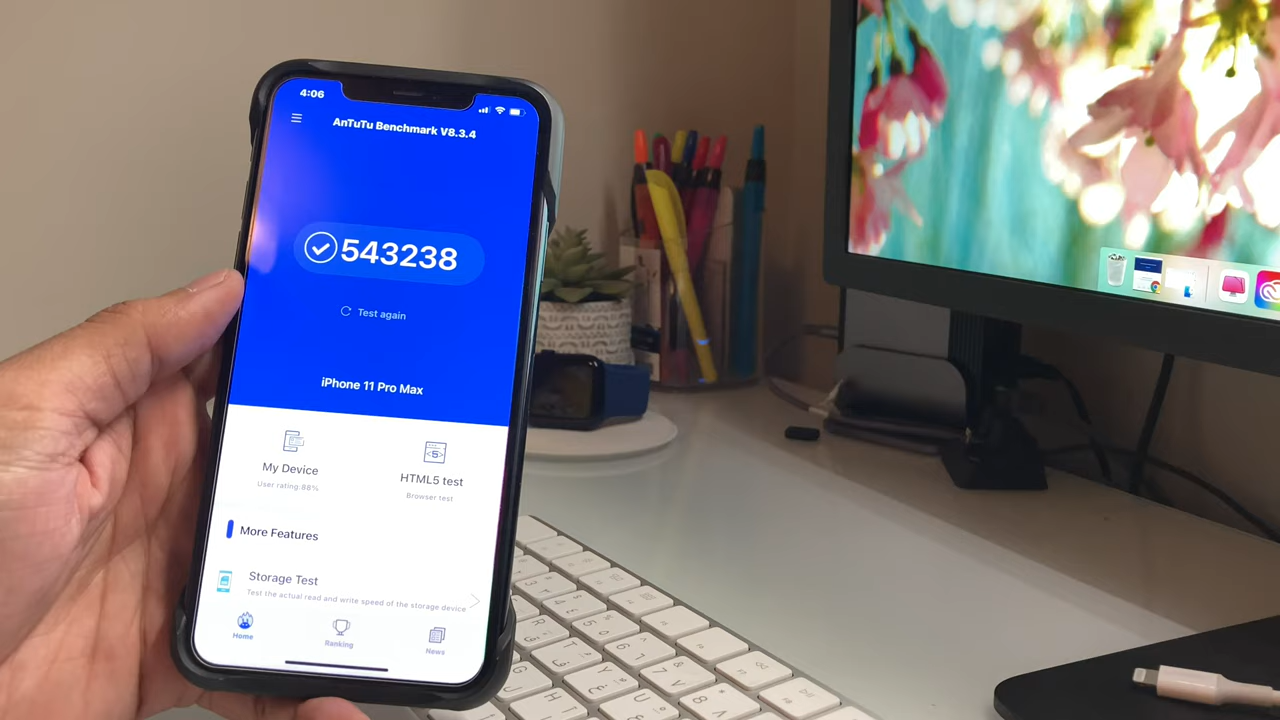 4:06
AnTuTu Benchmark V8.3.4
543238
Test again
iPhone 11 Pro Max
My Device
User rating:88%
HTML5 test
Browser test
More Features
Storage Test
Test the actual read and write speed of the storage device
Home
Ranking
News